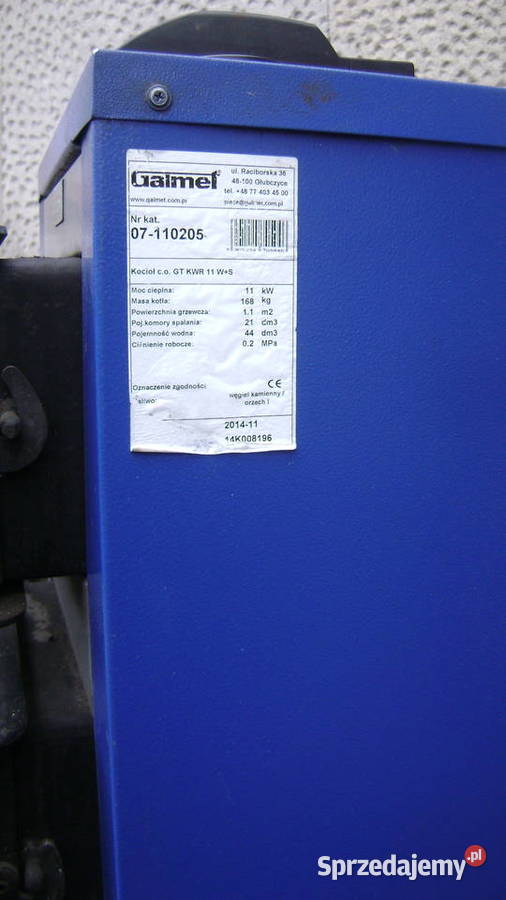 Galmet
ul. Raciborska 36
48-100 Głubczyce
tel. +48 77 403 45 00
www.galmet.com.pl
Nr kat.
07-110205
Kocioł c.o. GT KWR 11 W+S
Moc cieplna: 11 kW
Masa kotła: 168 kg
Powierzchnia grzewcza: 1.1 m2
Poj.komory spalania: 21 dm3
Pojemność wodna: 44 dm3
Ciśnienie robocze: 0.2 MPa
Oznaczenie zgodności: CE
węgiel kamienny /
orzech I
2014-11
14K008196
Sprzedajemy.pl